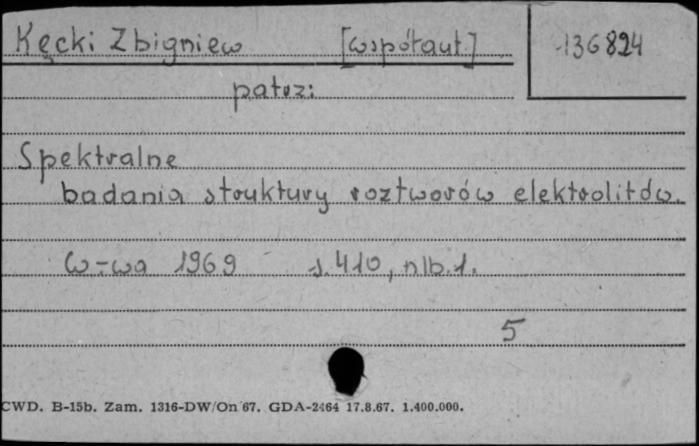 Kęcki Zbigniew [współaut.] 136824
patrz:
Spektralne
badania struktury roztworów elektrolitów.
W-wa 1969 s. 410, nlb. 1.
5
CWD. B-15b. Zam. 1316-DW/On 67. GDA-2464 17.8.67. 1.400.000.